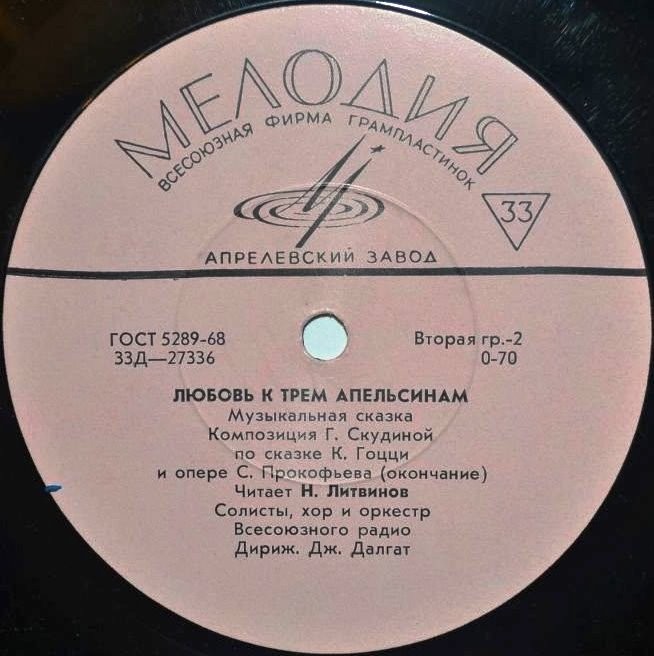 МЕЛОДИЯ
ВСЕСОЮЗНАЯ ФИРМА ГРАМПЛАСТИНОК
33
АПРЕЛЕВСКИЙ ЗАВОД
ГОСТ 5289-68 Вторая гр.-2
33Д—27336 0-70
ЛЮБОВЬ К ТРЕМ АПЕЛЬСИНАМ
Музыкальная сказка
Композиция Г. Скудиной
по сказке К. Гоцци
и опере С. Прокофьева (окончание)
Читает Н. Литвинов
Солисты, хор и оркестр
Всесоюзного радио
Дириж. Дж. Далгат